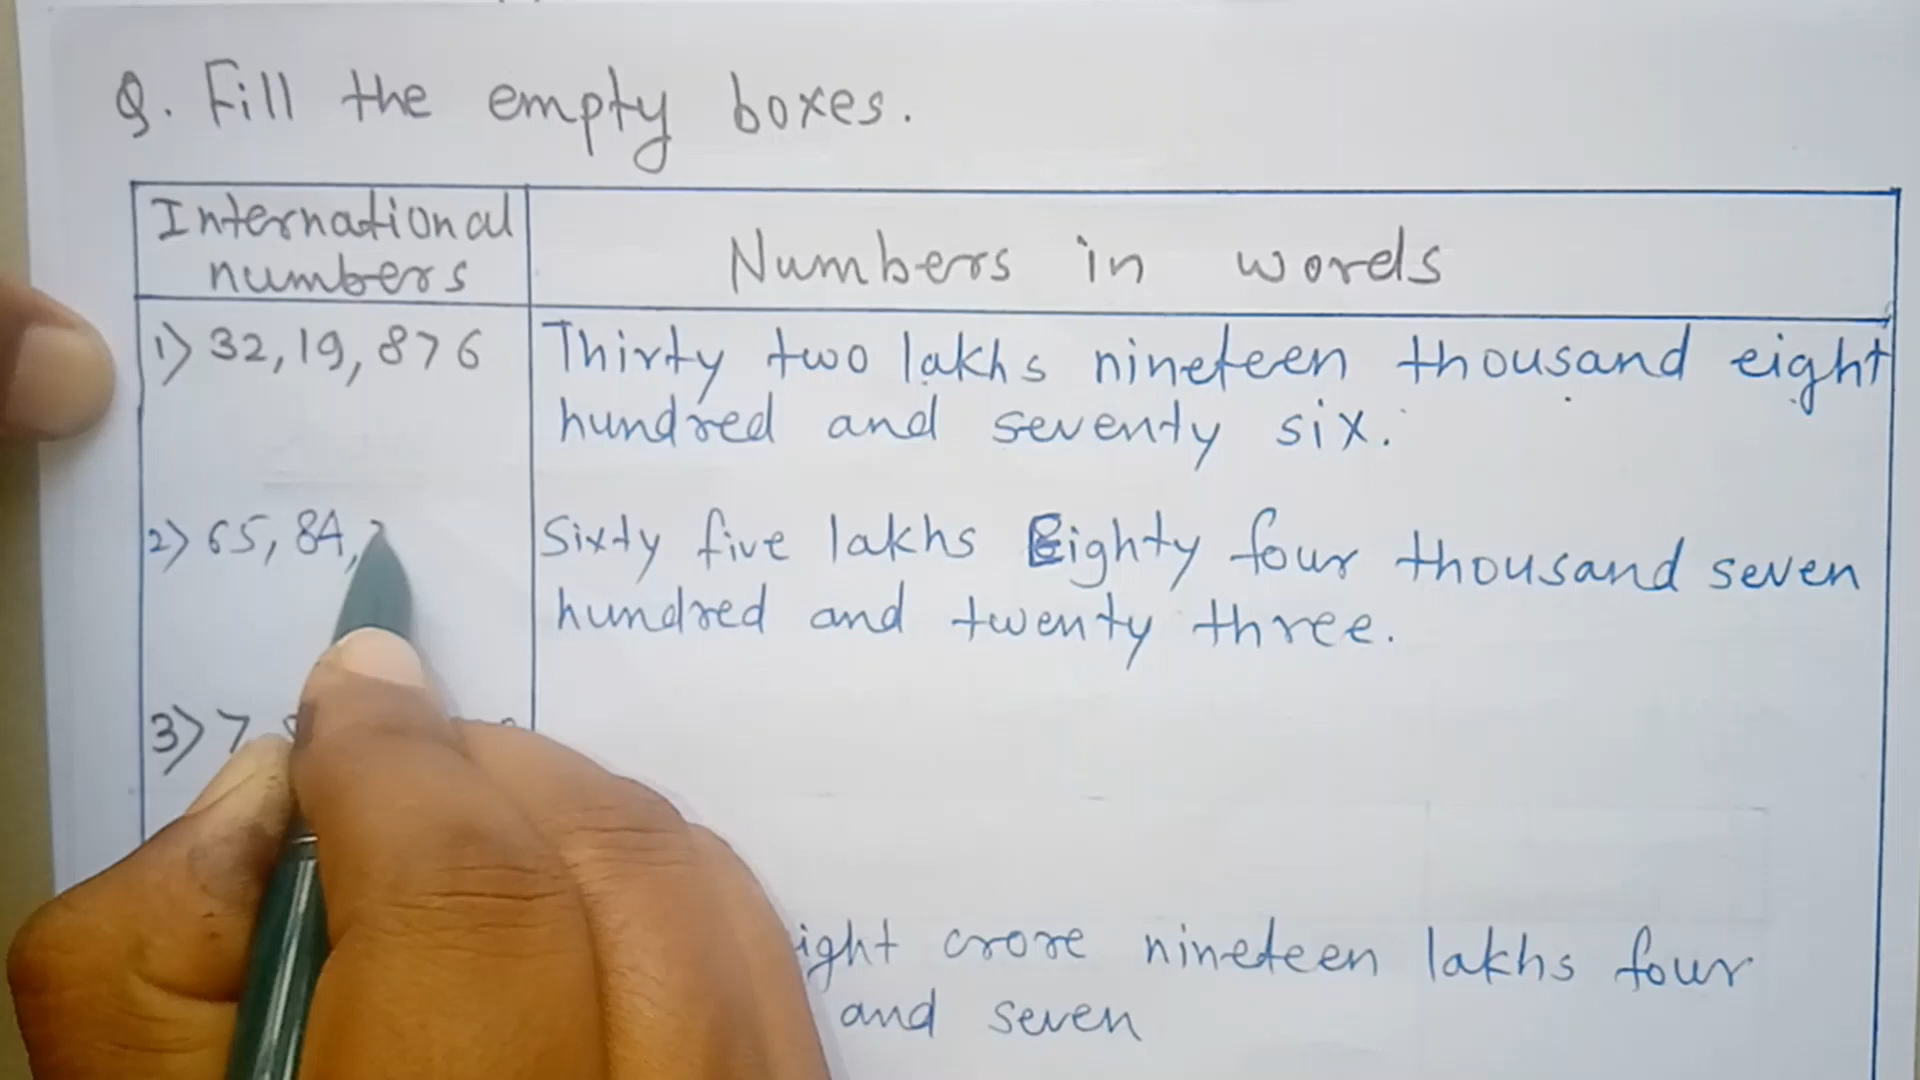 Q. Fill the empty boxes.
International
numbers
Numbers in words
1) 32,19,876
Thirty two lakhs nineteen thousand eight
hundred and seventy six.
2) 65,84,
Sixty five lakhs Eighty four thousand seven
hundred and twenty three.
3) 7
crore nineteen lakhs four
and seven